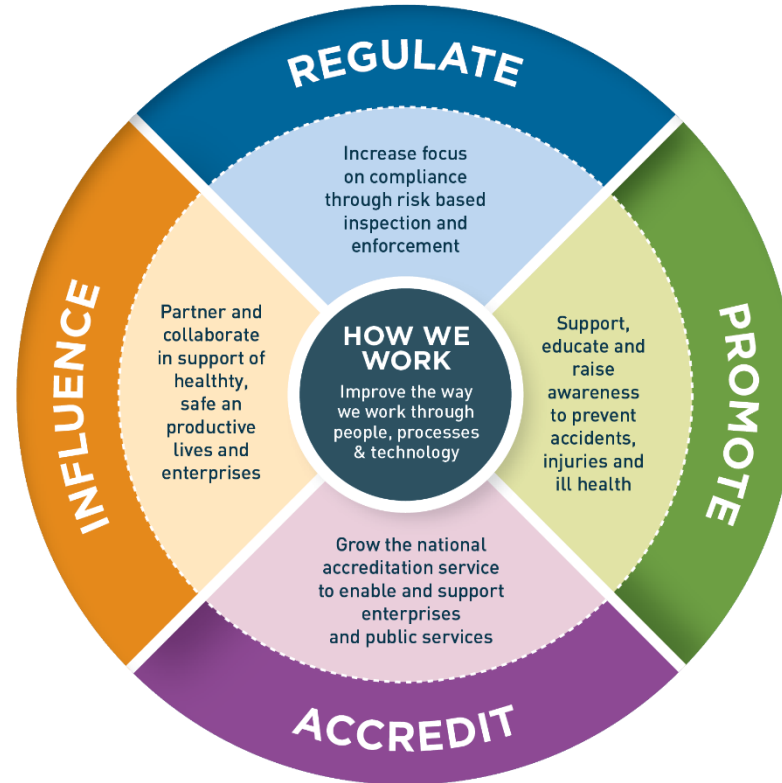 REGULATE
Increase focus
on compliance
through risk based
inspection and
enforcement
INFLUENCE
Partner and
collaborate
in support of
healthty,
safe an
productive
lives and
enterprises
HOW WE
WORK
Improve the way
we work through
people, processes
& technology
Support,
educate and
raise
awareness
to prevent
accidents,
injuries and
ill health
PROMOTE
Grow the national
accreditation service
to enable and support
enterprises
and public services
ACCREDIT